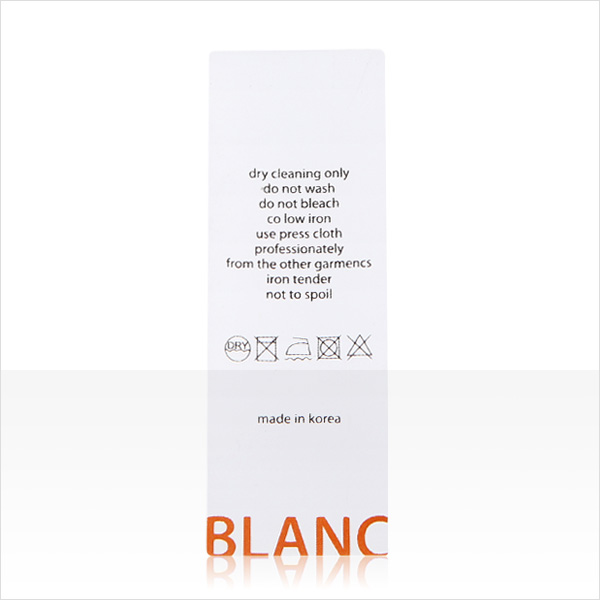 dry cleaning only
do not wash
do not bleach
co low iron
use press cloth
professionately
from the other garmencs
iron tender
not to spoil
DRY
made in korea
BLANC